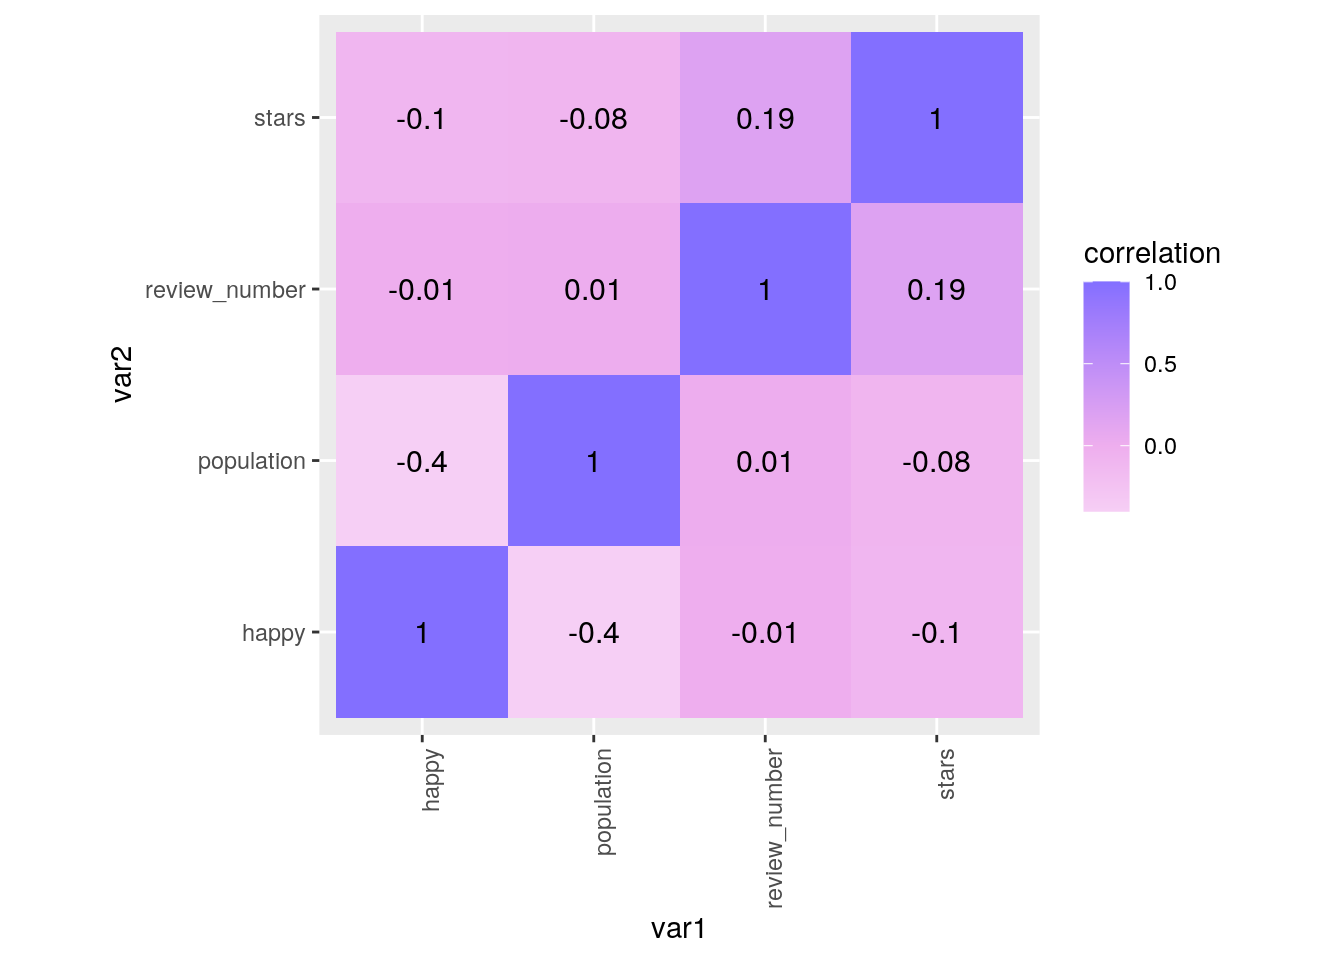 stars
-0.1
-0.08
0.19
1
review_number
-0.01
0.01
1
0.19
population
-0.4
1
0.01
-0.08
happy
1
-0.4
-0.01
-0.1
var2
happy
population
review_number
stars
var1
correlation
1.0
0.5
0.0